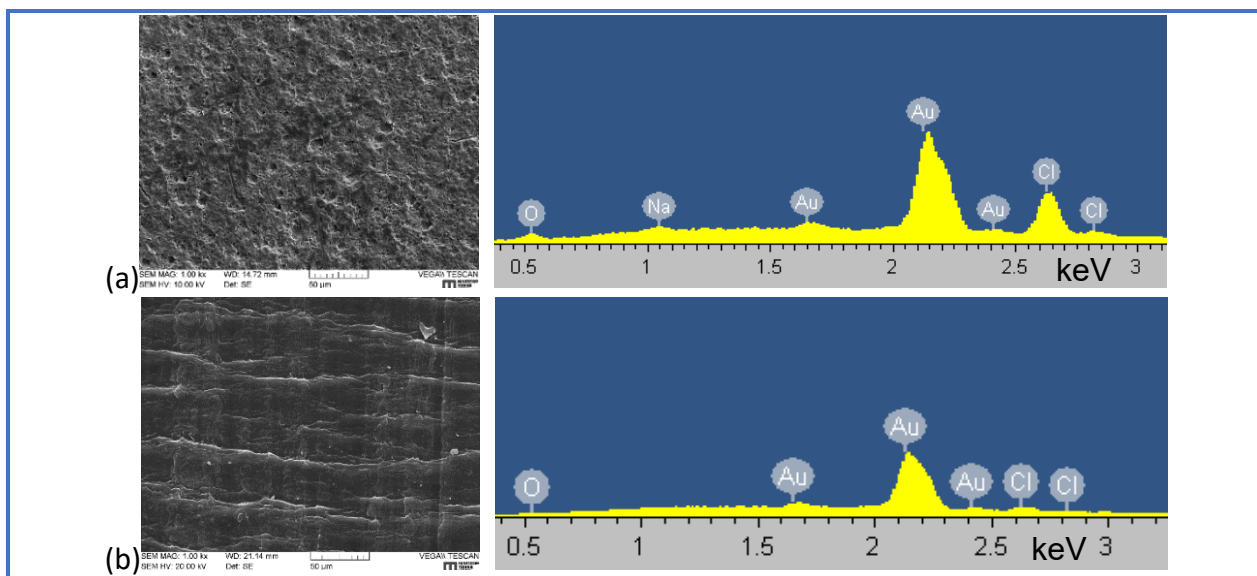 Au
Cl
O
Na
Au
Au
Cl
0.5 1 1.5 2 2.5 keV 3
(a)
SEM MAG: 1.00 kx WD: 14.72 mm VEGA\\ TESCAN
SEM HV: 10.00 kV Det: SE 50 µm
Au
O
Au
Au
Cl
Cl
0.5 1 1.5 2 2.5 keV 3
(b)
SEM MAG: 1.00 kx WD: 21.14 mm VEGA\\ TESCAN
SEM HV: 20.00 kV Det: SE 50 µm